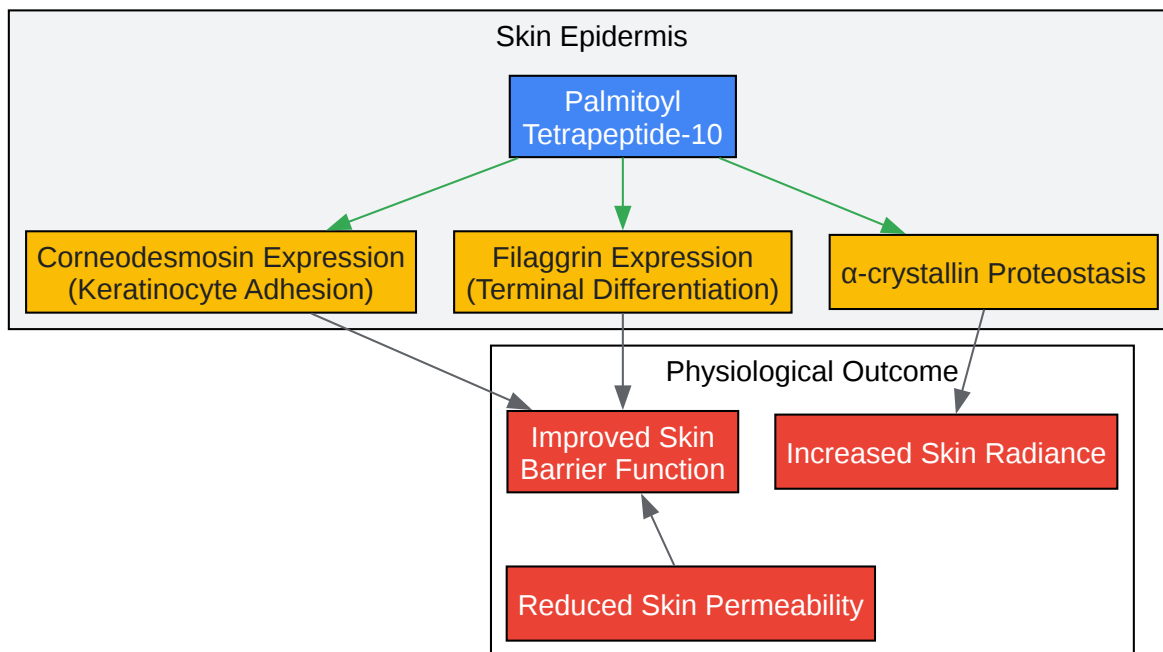 Skin Epidermis
Palmitoyl
Tetrapeptide-10
Corneodesmosin Expression
(Keratinocyte Adhesion)
Filaggrin Expression
(Terminal Differentiation)
α-crystallin Proteostasis
Physiological Outcome
Improved Skin
Barrier Function
Increased Skin Radiance
Reduced Skin Permeability